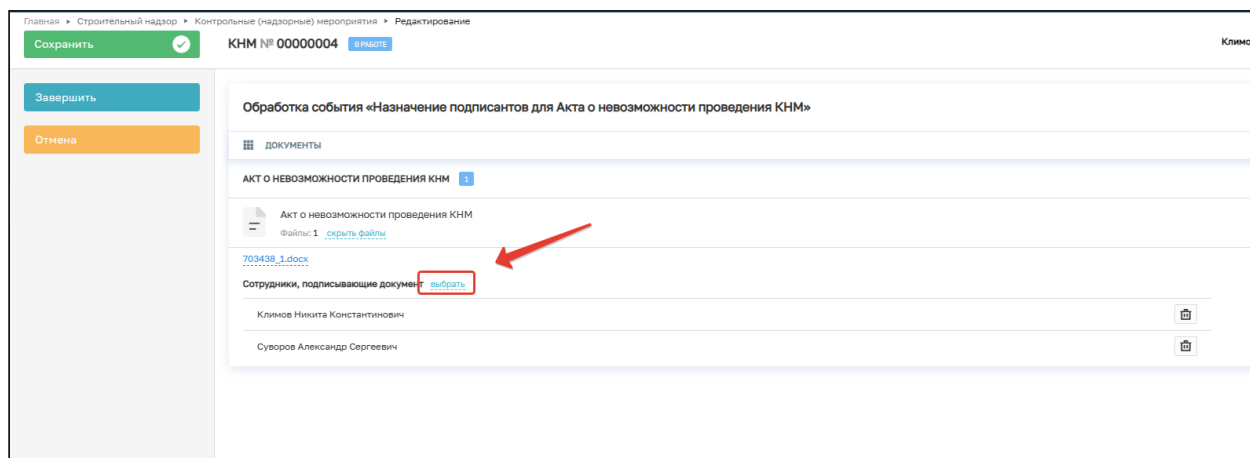 Главная ▸ Строительный надзор ▸ Контрольные (надзорные) мероприятия ▸ Редактирование
Сохранить
КНМ № 00000004 В РАБОТЕ
Климо
Завершить
Отмена
Обработка события «Назначение подписантов для Акта о невозможности проведения КНМ»
ДОКУМЕНТЫ
АКТ О НЕВОЗМОЖНОСТИ ПРОВЕДЕНИЯ КНМ 1
Акт о невозможности проведения КНМ
Файлы: 1 скрыть файлы
703438_1.docx
Сотрудники, подписывающие документ выбрать
Климов Никита Константинович
Суворов Александр Сергеевич